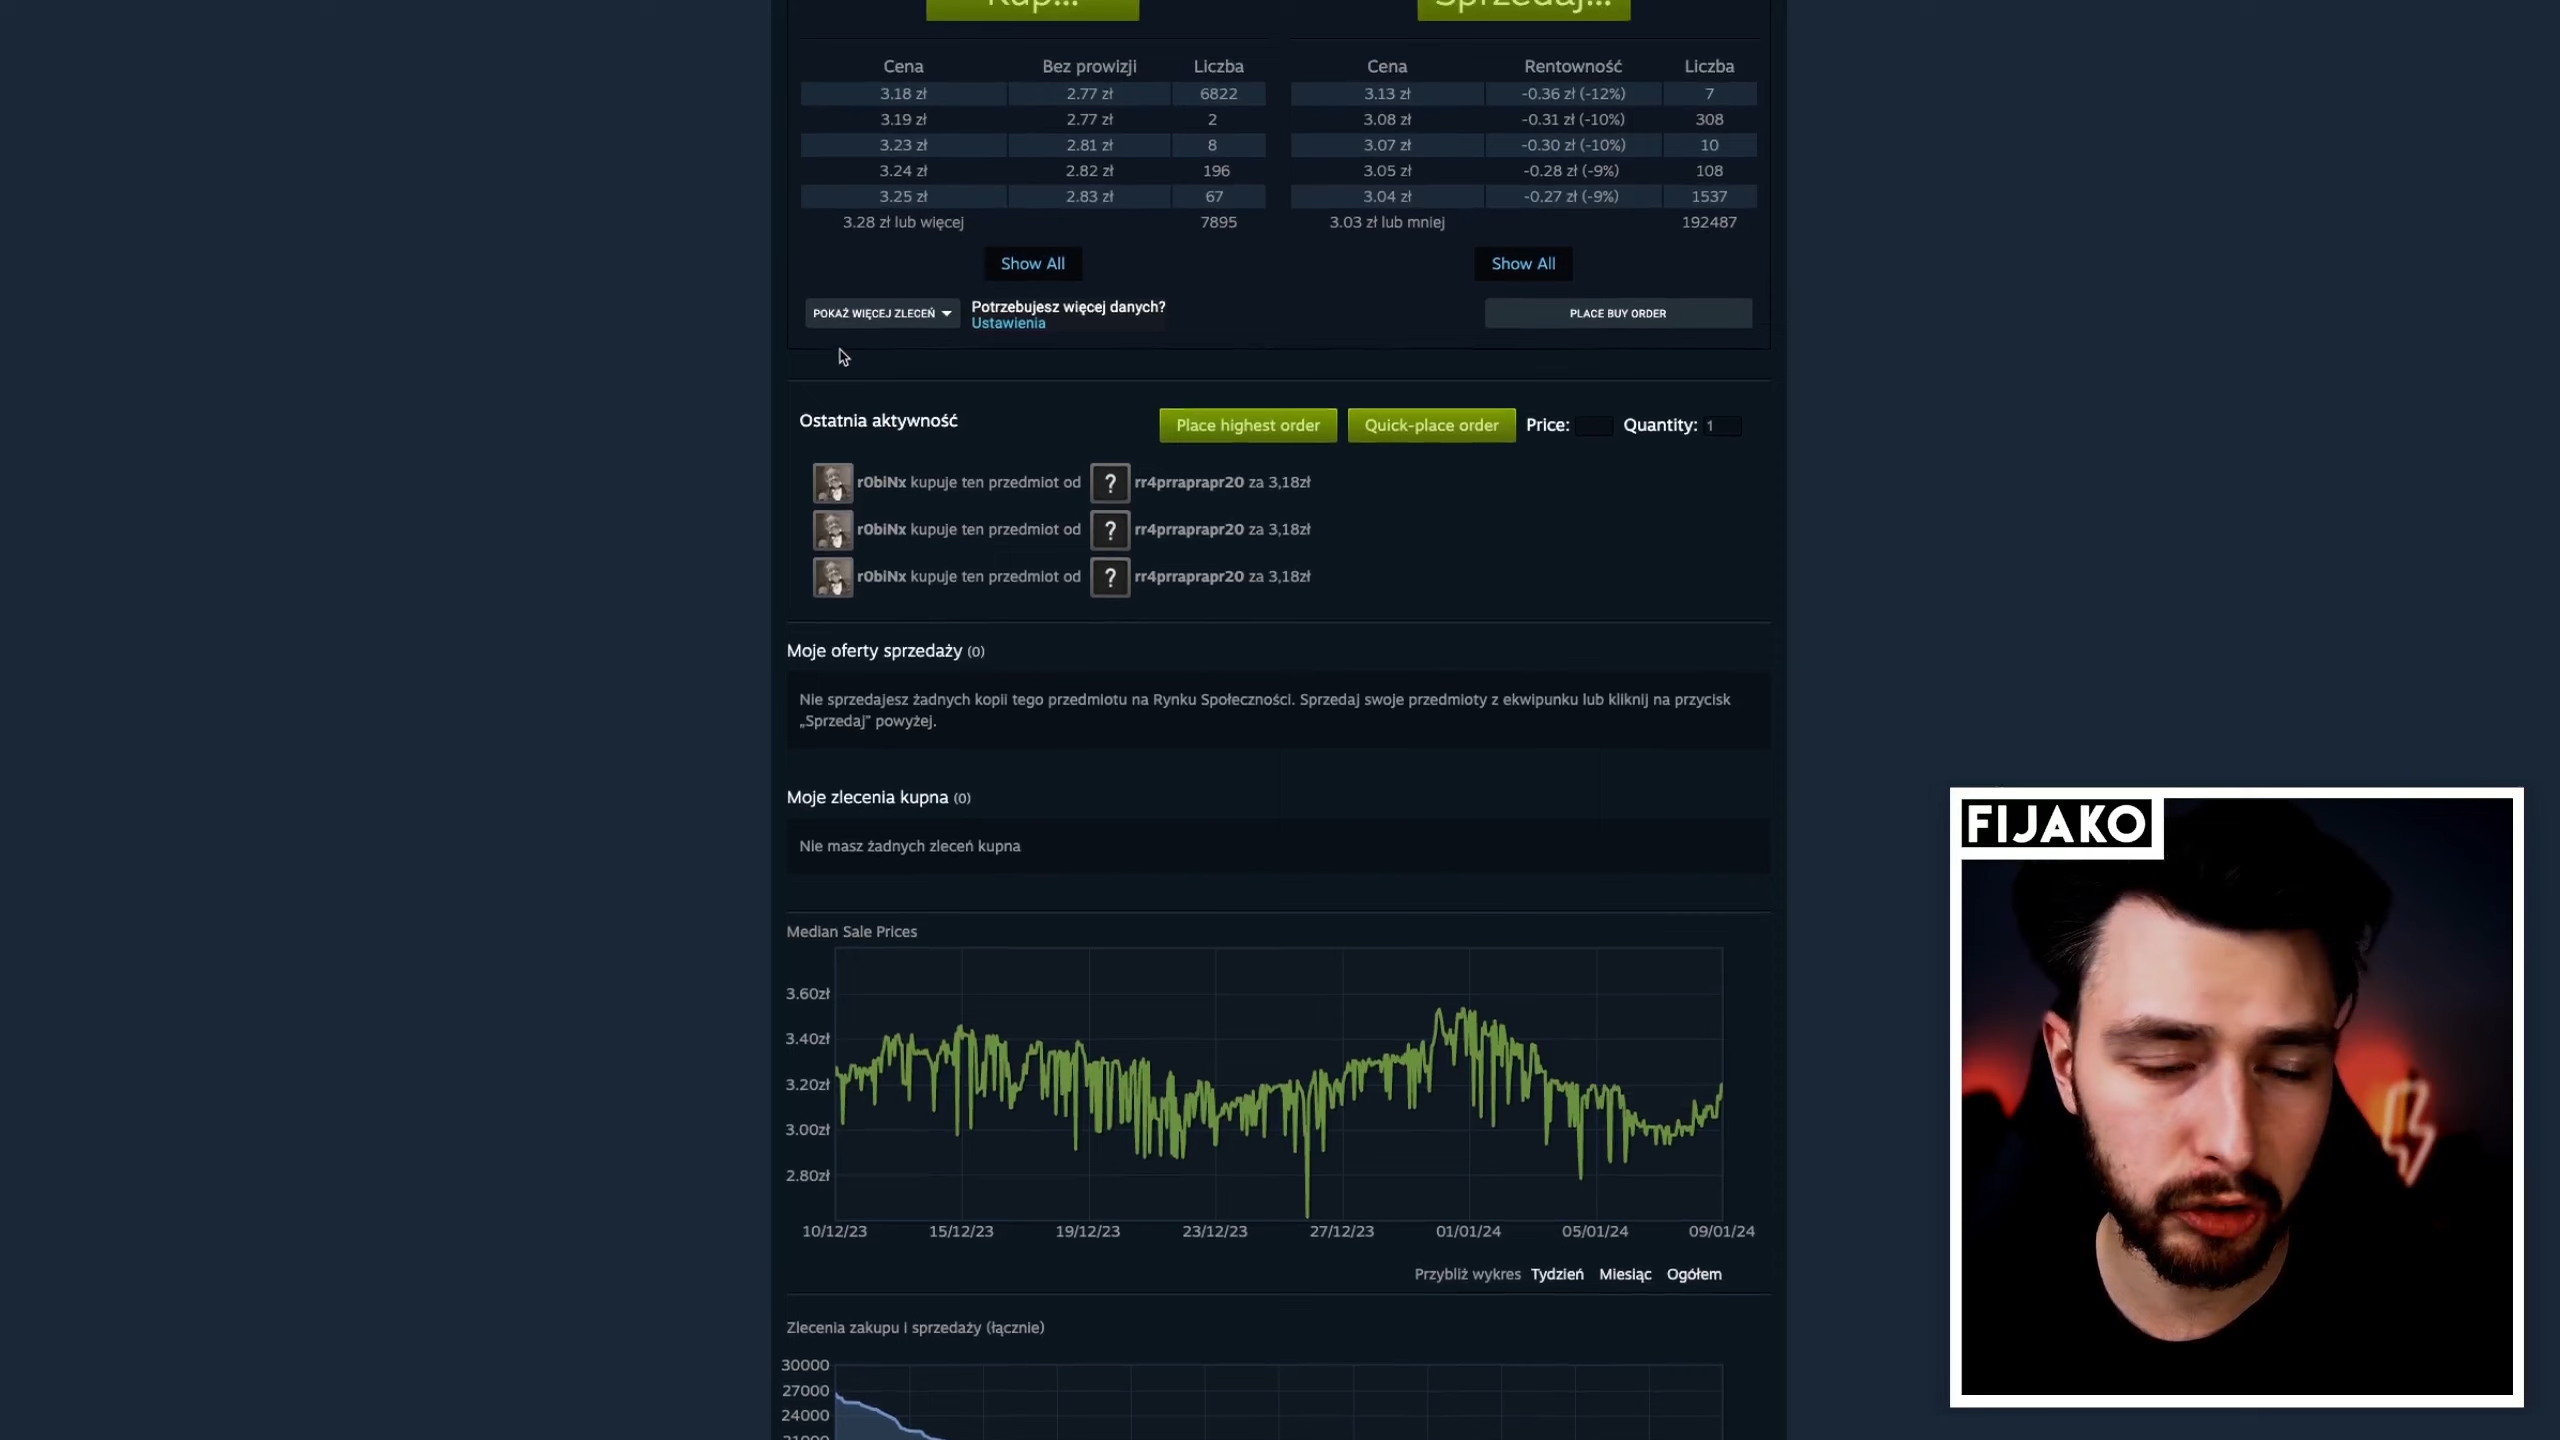 Kup...
Sprzedaj...
Cena Bez prowizji Liczba
3.18 zł 2.77 zł 6822
3.19 zł 2.77 zł 2
3.23 zł 2.81 zł 8
3.24 zł 2.82 zł 196
3.25 zł 2.83 zł 67
3.28 zł lub więcej 7895
Show All
Cena Rentowność Liczba
3.13 zł -0.36 zł (-12%) 7
3.08 zł -0.31 zł (-10%) 308
3.07 zł -0.30 zł (-10%) 10
3.05 zł -0.28 zł (-9%) 108
3.04 zł -0.27 zł (-9%) 1537
3.03 zł lub mniej 192487
Show All
POKAŻ WIĘCEJ ZLECEŃ
Potrzebujesz więcej danych?
Ustawienia
PLACE BUY ORDER
Ostatnia aktywność
Place highest order
Quick-place order
Price:
Quantity: 1
r0biNx kupuje ten przedmiot od ? rr4prraprapr20 za 3,18zł
r0biNx kupuje ten przedmiot od ? rr4prraprapr20 za 3,18zł
r0biNx kupuje ten przedmiot od ? rr4prraprapr20 za 3,18zł
Moje oferty sprzedaży (0)
Nie sprzedajesz żadnych kopii tego przedmiotu na Rynku Społeczności. Sprzedaj swoje przedmioty z ekwipunku lub kliknij na przycisk
„Sprzedaj” powyżej.
Moje zlecenia kupna (0)
Nie masz żadnych zleceń kupna
Median Sale Prices
3.60zł
3.40zł
3.20zł
3.00zł
2.80zł
10/12/23 15/12/23 19/12/23 23/12/23 27/12/23 01/01/24 05/01/24 09/01/24
Przybliż wykres Tydzień Miesiąc Ogółem
Zlecenia zakupu i sprzedaży (łącznie)
30000
27000
24000
21000
FIJAKO